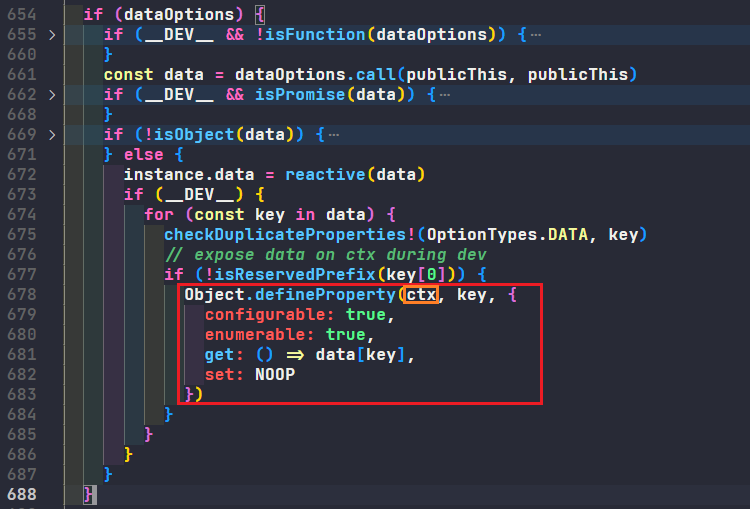 654 if (dataOptions) {
655 if (__DEV__ && !isFunction(dataOptions)) {…
660 }
661 const data = dataOptions.call(publicThis, publicThis)
662 if (__DEV__ && isPromise(data)) {…
668 }
669 if (!isObject(data)) {…
671 } else {
672 instance.data = reactive(data)
673 if (__DEV__) {
674 for (const key in data) {
675 checkDuplicateProperties!(OptionTypes.DATA, key)
676 // expose data on ctx during dev
677 if (!isReservedPrefix(key[0])) {
678 Object.defineProperty(ctx, key, {
679 configurable: true,
680 enumerable: true,
681 get: () => data[key],
682 set: NOOP
683 })
684 }
685 }
686 }
687 }
688 }